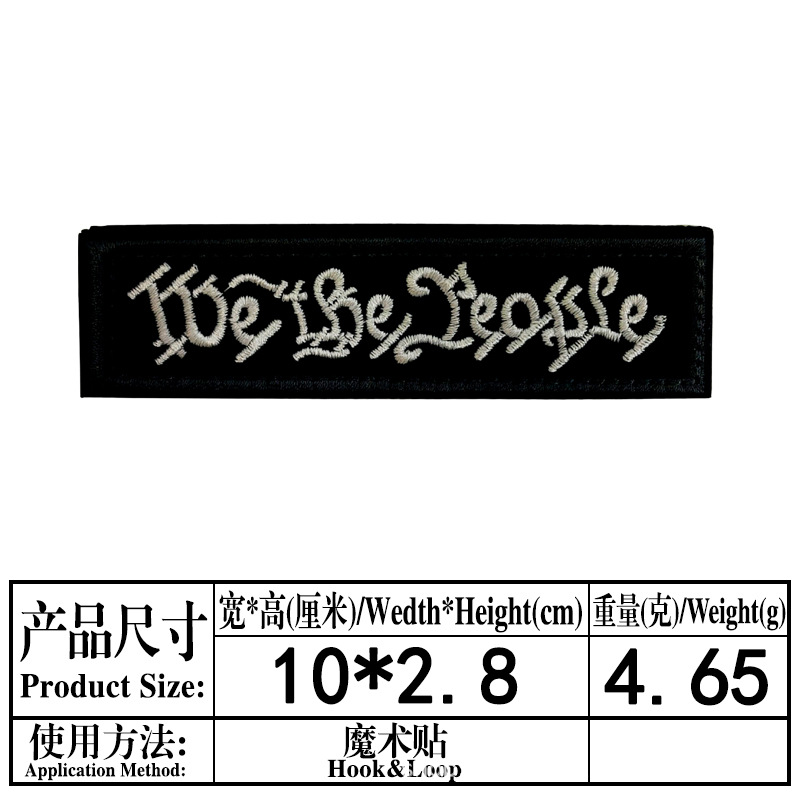 We the People
产品尺寸
Product Size:
宽*高(厘米)/Wedth*Height(cm)
重量(克)/Weight(g)
10*2.8
4.65
使用方法:
Application Method:
魔术贴
Hook&Loop